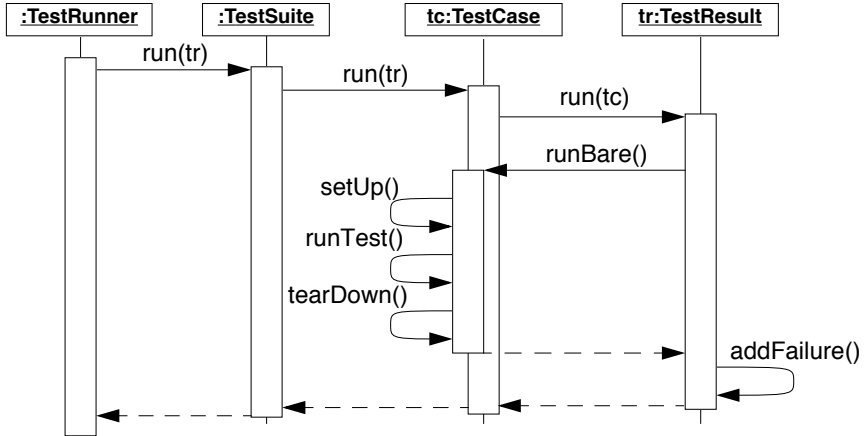 :TestRunner
:TestSuite
tc:TestCase
tr:TestResult
run(tr)
run(tr)
run(tc)
runBare()
setUp()
runTest()
tearDown()
addFailure()